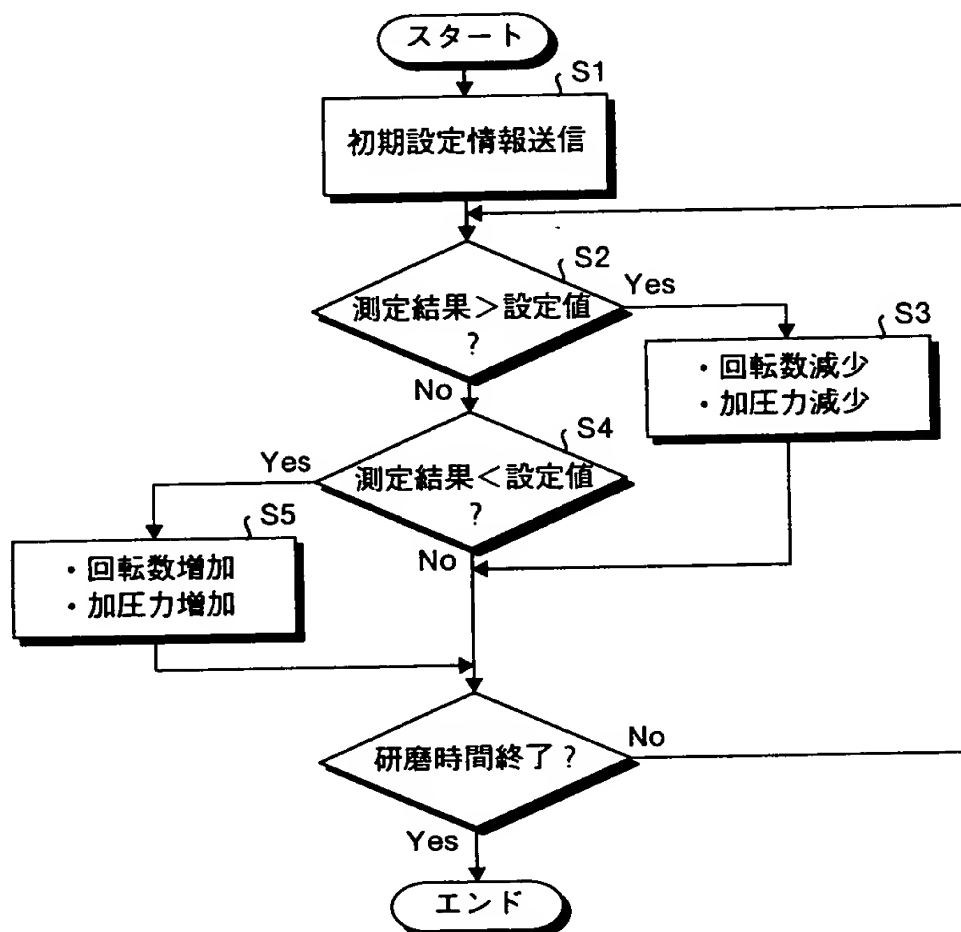 スタート
S1
初期設定情報送信
S2
測定結果>設定値
?
Yes
No
S3
・回転数減少
・加圧力減少
S4
測定結果<設定値
?
Yes
No
S5
・回転数増加
・加圧力増加
研磨時間終了?
No
Yes
エンド